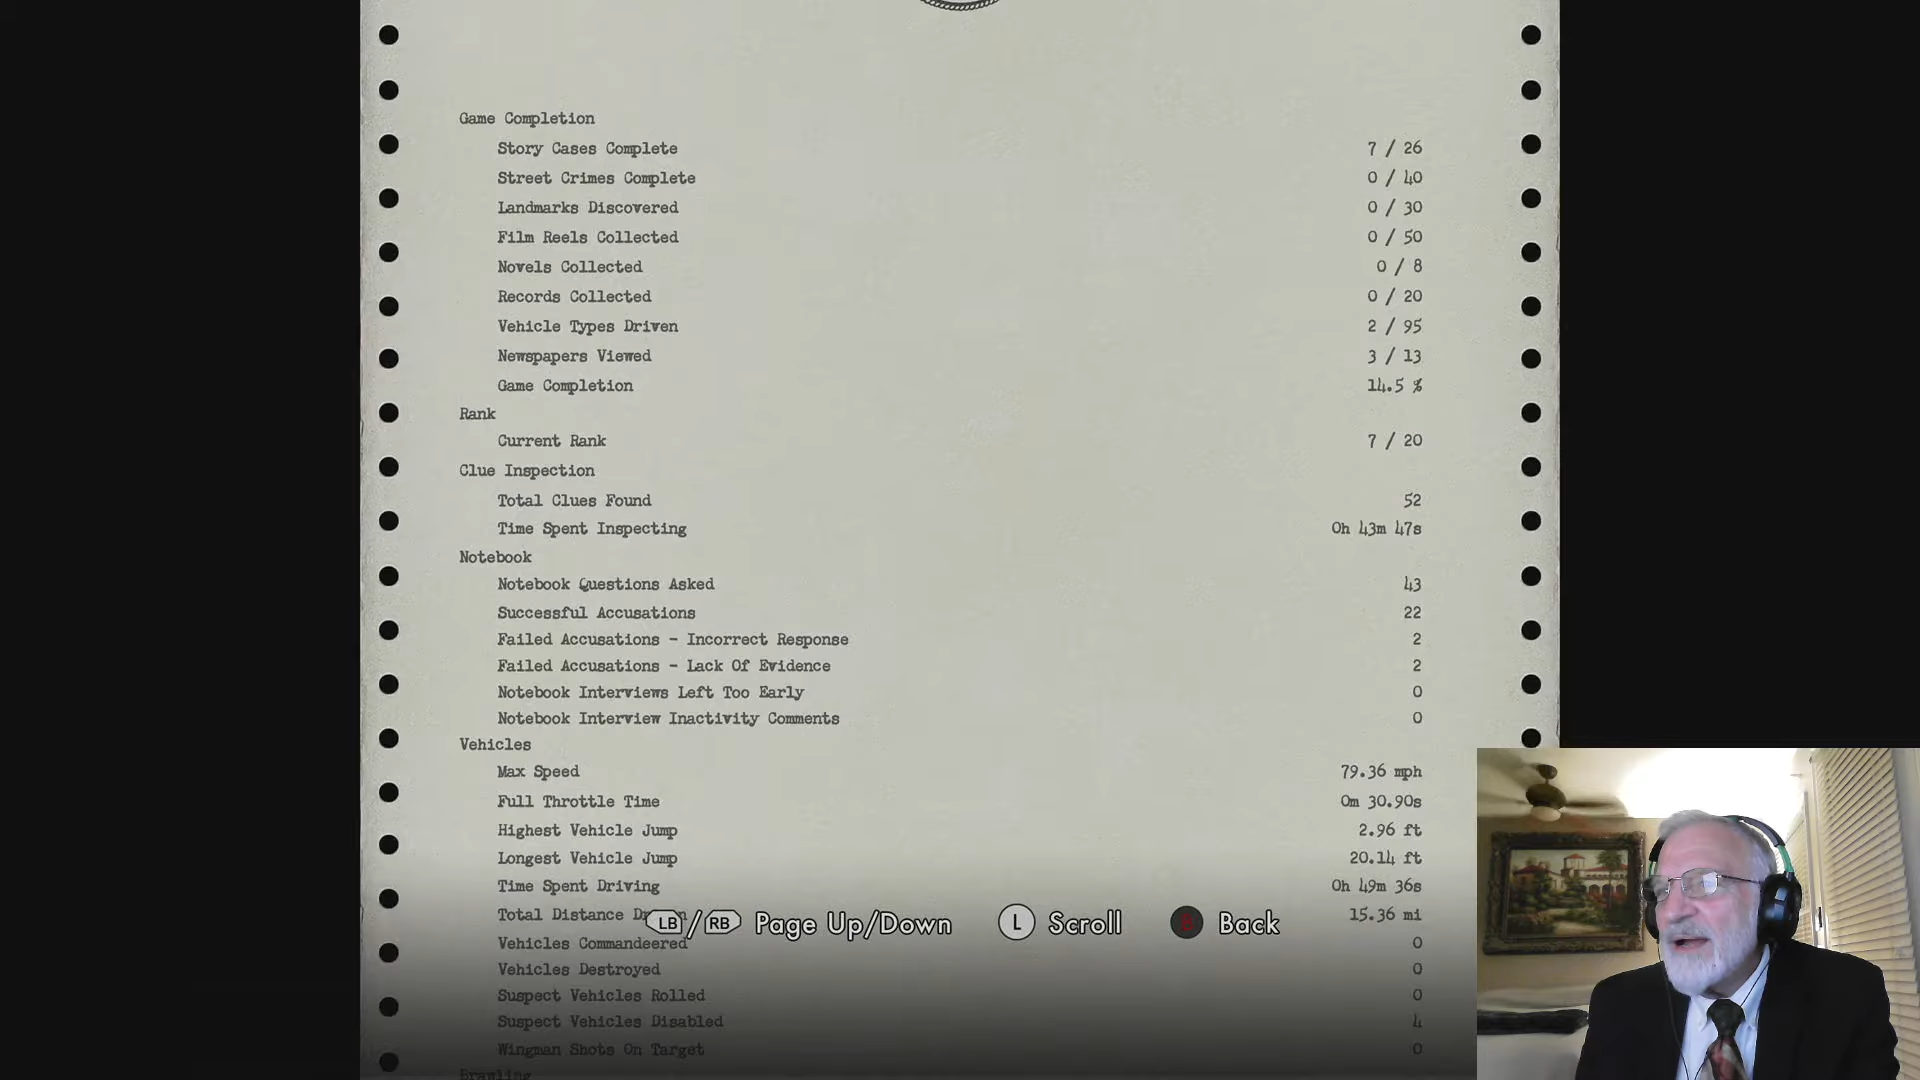 Game Completion
Story Cases Complete 7 / 26
Street Crimes Complete 0 / 40
Landmarks Discovered 0 / 30
Film Reels Collected 0 / 50
Novels Collected 0 / 8
Records Collected 0 / 20
Vehicle Types Driven 2 / 95
Newspapers Viewed 3 / 13
Game Completion 14.5 %
Rank
Current Rank 7 / 20
Clue Inspection
Total Clues Found 52
Time Spent Inspecting 0h 43m 47s
Notebook
Notebook Questions Asked 43
Successful Accusations 22
Failed Accusations - Incorrect Response 2
Failed Accusations - Lack Of Evidence 2
Notebook Interviews Left Too Early 0
Notebook Interview Inactivity Comments 0
Vehicles
Max Speed 79.36 mph
Full Throttle Time 0m 30.90s
Highest Vehicle Jump 2.96 ft
Longest Vehicle Jump 20.14 ft
Time Spent Driving 0h 49m 36s
Total Distance 15.36 mi
LB / RB Page Up/Down L Scroll B Back
Vehicles Commandeered 0
Vehicles Destroyed 0
Suspect Vehicles Rolled 0
Suspect Vehicles Disabled 4
Wingman Shots On Target 0
Brawling